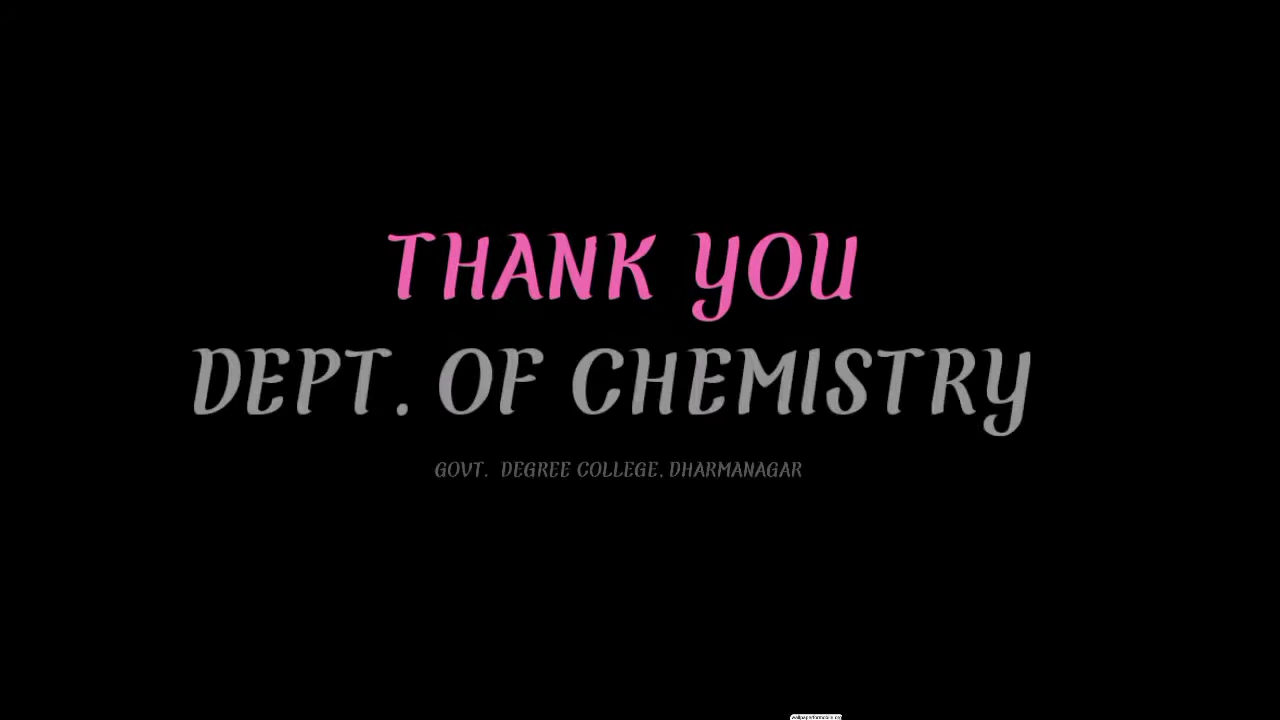 THANK YOU
DEPT. OF CHEMISTRY
GOVT. DEGREE COLLEGE, DHARMANAGAR